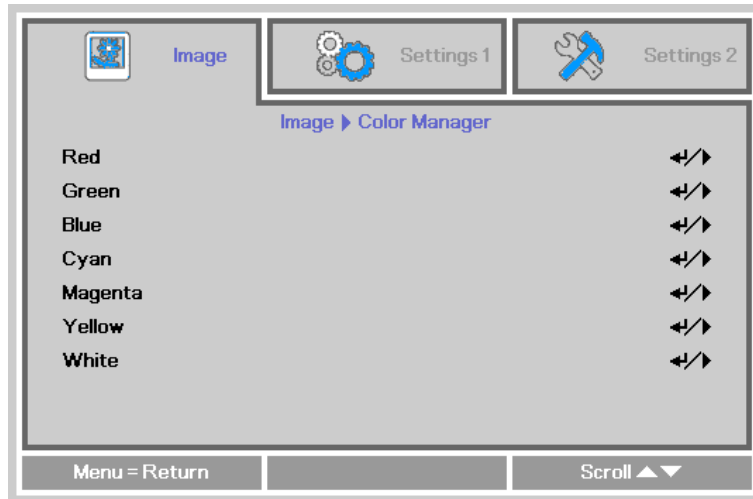 Image
Settings 1
Settings 2
Image ▶ Color Manager
Red ↵/▶
Green ↵/▶
Blue ↵/▶
Cyan ↵/▶
Magenta ↵/▶
Yellow ↵/▶
White ↵/▶
Menu = Return
Scroll ▲▼